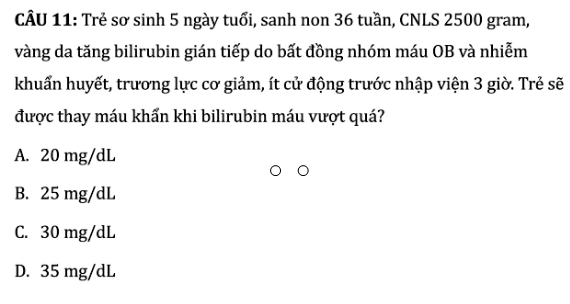 CÂU 11: Trẻ sơ sinh 5 ngày tuổi, sanh non 36 tuần, CNLS 2500 gram,
vàng da tăng bilirubin gián tiếp do bất đồng nhóm máu OB và nhiễm
khuẩn huyết, trương lực cơ giảm, ít cử động trước nhập viện 3 giờ. Trẻ sẽ
được thay máu khẩn khi bilirubin máu vượt quá?
A. 20 mg/dL
B. 25 mg/dL
C. 30 mg/dL
D. 35 mg/dL